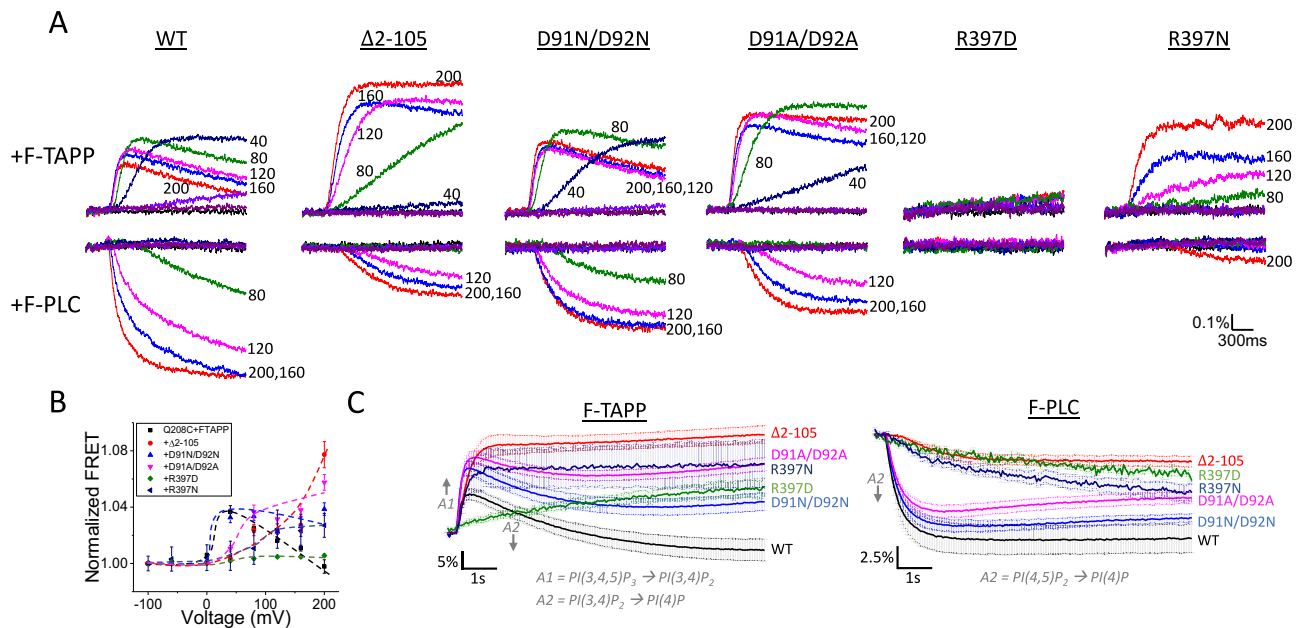 A
WT
Δ2-105
D91N/D92N
D91A/D92A
R397D
R397N
+F-TAPP
40
80
120
160
200
200
160
120
80
40
80
40
200,160,120
200
160,120
80
40
200
160
120
80
+F-PLC
80
120
200,160
120
200,160
80
120
200,160
120
200,160
200
0.1%
300ms
B
Normalized FRET
1.08
1.04
1.00
-100
0
100
200
Voltage (mV)
Q208C+FTAPP
+Δ2-105
+D91N/D92N
+D91A/D92A
+R397D
+R397N
C
F-TAPP
Δ2-105
D91A/D92A
R397N
R397D
D91N/D92N
WT
A1
A2
5%
1s
A1 = PI(3,4,5)P₃ → PI(3,4)P₂
A2 = PI(3,4)P₂ → PI(4)P
F-PLC
Δ2-105
R397D
R397N
D91A/D92A
D91N/D92N
WT
A2
2.5%
1s
A2 = PI(4,5)P₂ → PI(4)P